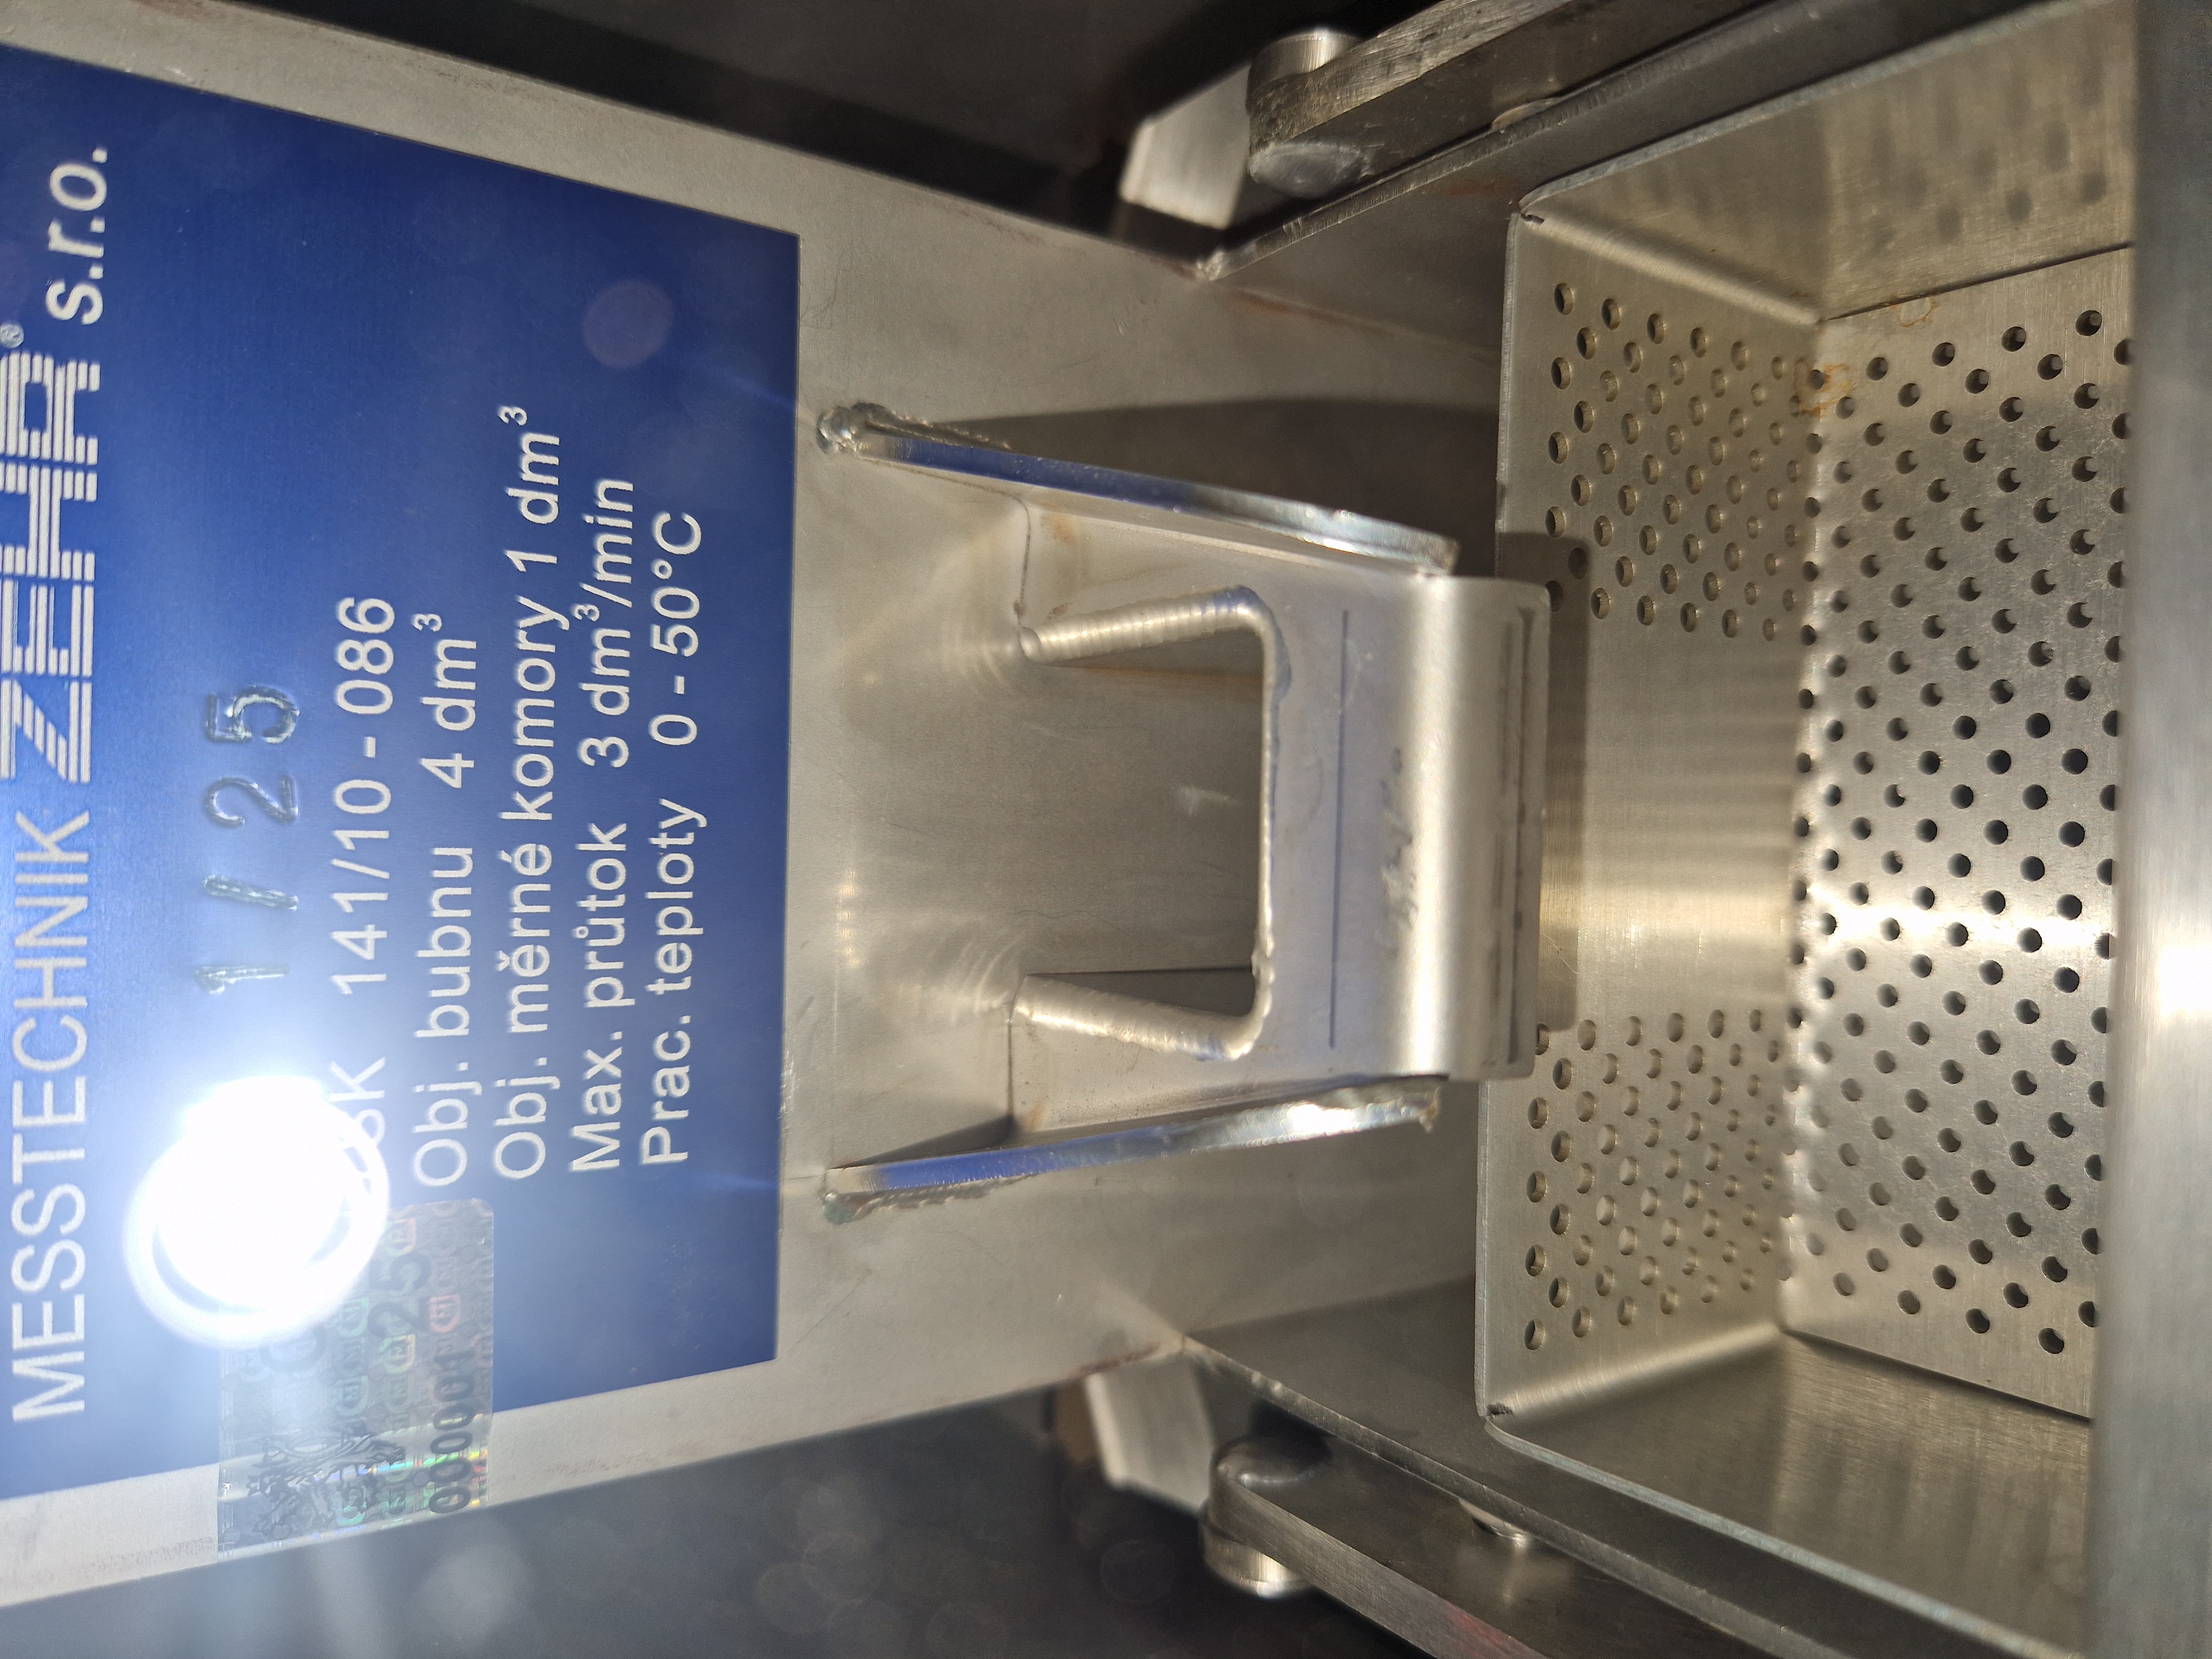 MESSTECHNIK ZEHR® s.r.o.
1 / 25
141/10 - 086
Obj. bubnu 4 dm³
Obj. měrné komory 1 dm³
Max. průtok 3 dm³/min
Prac. teploty 0 - 50°C